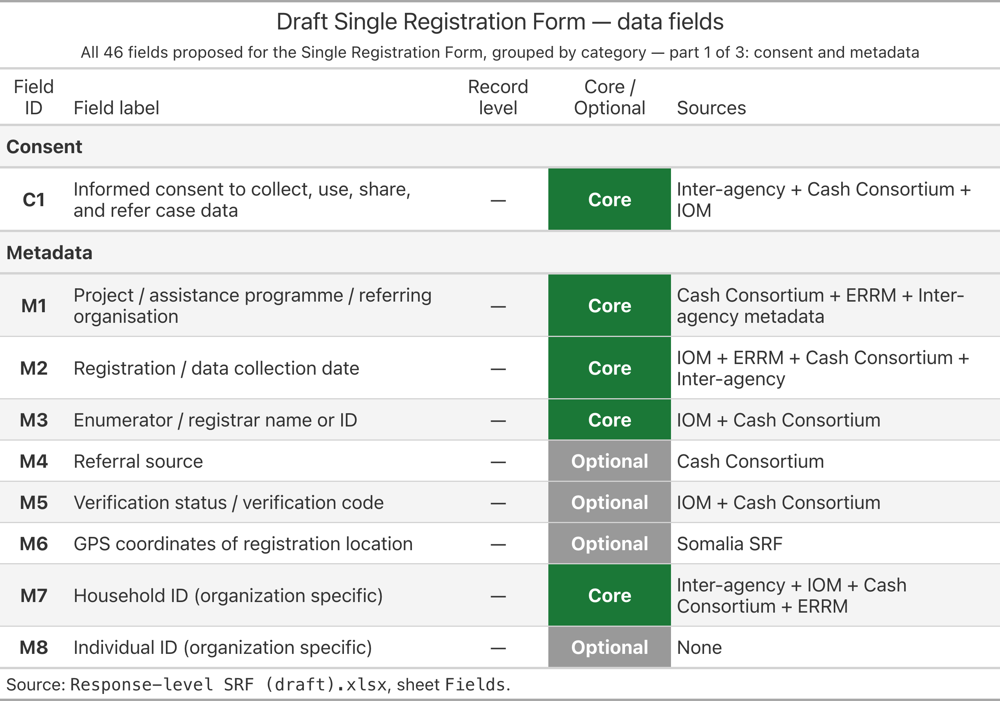 Draft Single Registration Form — data fields
All 46 fields proposed for the Single Registration Form, grouped by category — part 1 of 3: consent and metadata
Field ID
Field label
Record level
Core / Optional
Sources
Consent
C1
Informed consent to collect, use, share,
and refer case data
—
Core
Inter-agency + Cash Consortium +
IOM
Metadata
M1
Project / assistance programme / referring
organisation
—
Core
Cash Consortium + ERRM + Inter-
agency metadata
M2
Registration / data collection date
—
Core
IOM + ERRM + Cash Consortium +
Inter-agency
M3
Enumerator / registrar name or ID
—
Core
IOM + Cash Consortium
M4
Referral source
—
Optional
Cash Consortium
M5
Verification status / verification code
—
Optional
IOM + Cash Consortium
M6
GPS coordinates of registration location
—
Optional
Somalia SRF
M7
Household ID (organization specific)
—
Core
Inter-agency + IOM + Cash
Consortium + ERRM
M8
Individual ID (organization specific)
—
Optional
None
Source: Response-level SRF (draft).xlsx, sheet Fields.